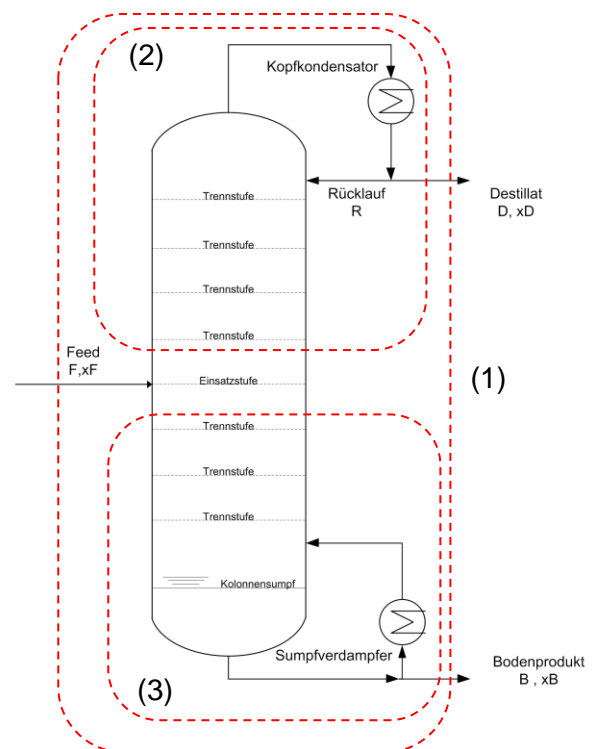 (2)
Kopfkondensator
Trennstufe
Rücklauf
R
Destillat
D, xD
Trennstufe
Trennstufe
Trennstufe
Feed
F,xF
Einsatzstufe
(1)
Trennstufe
Trennstufe
Trennstufe
Kolonnensumpf
Sumpfverdampfer
Bodenprodukt
B , xB
(3)